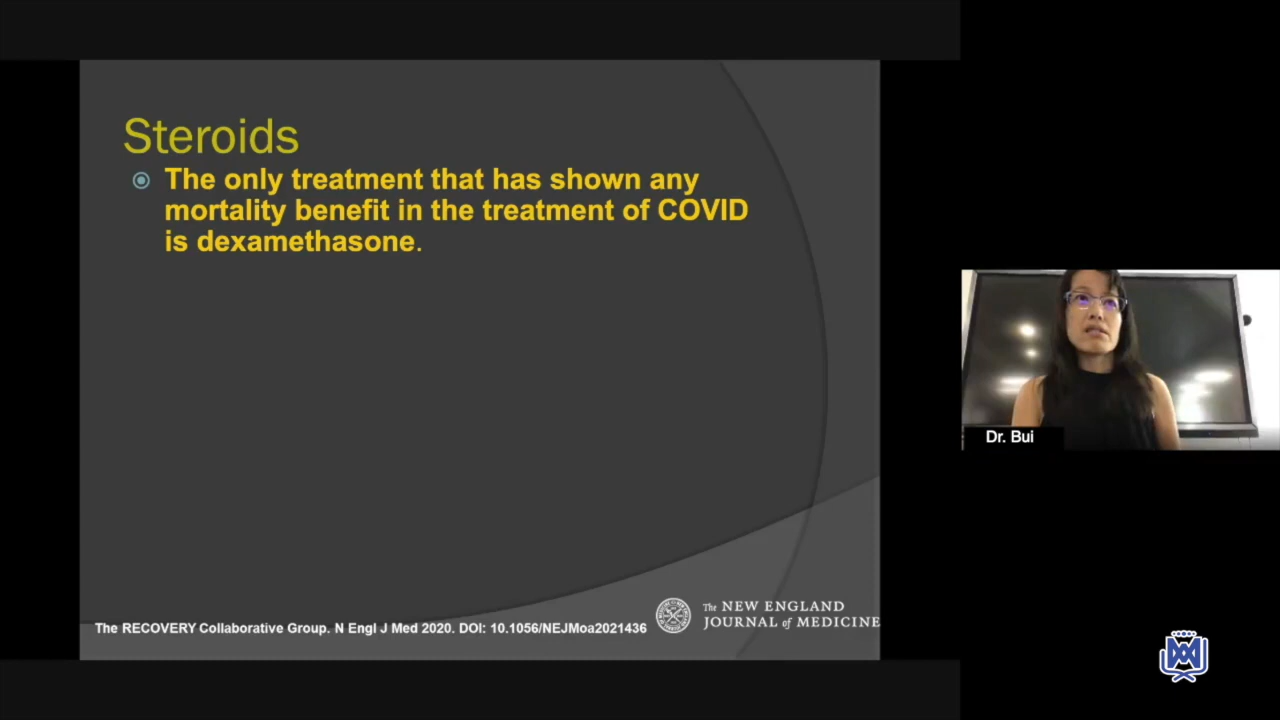 Steroids
The only treatment that has shown any
mortality benefit in the treatment of COVID
is dexamethasone.
The RECOVERY Collaborative Group. N Engl J Med 2020. DOI: 10.1056/NEJMoa2021436
The NEW ENGLAND
JOURNAL of MEDICINE
Dr. Bui